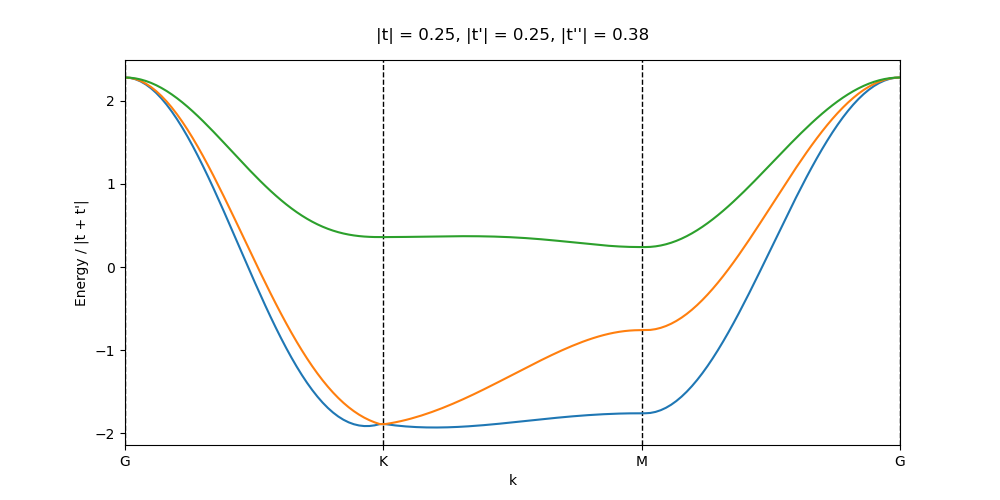 |t| = 0.25, |t'| = 0.25, |t''| = 0.38
Energy / |t + t'|
2
1
0
−1
−2
G
K
M
G
k